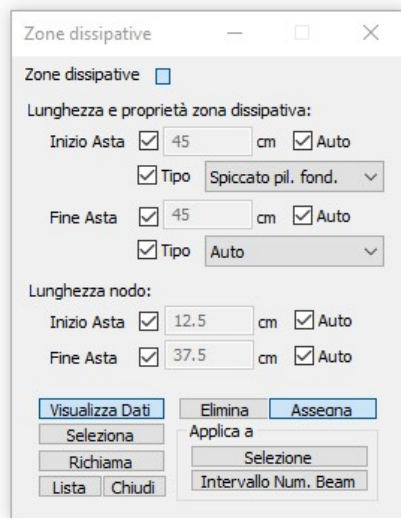 Zone dissipative
Zone dissipative
Lunghezza e proprietà zona dissipativa:
Inizio Asta 45 cm Auto
Tipo Spiccato pil. fond.
Fine Asta 45 cm Auto
Tipo Auto
Lunghezza nodo:
Inizio Asta 12.5 cm Auto
Fine Asta 37.5 cm Auto
Visualizza Dati Elimina Assegna
Seleziona Applica a
Richiama Selezione
Lista Chiudi Intervallo Num. Beam